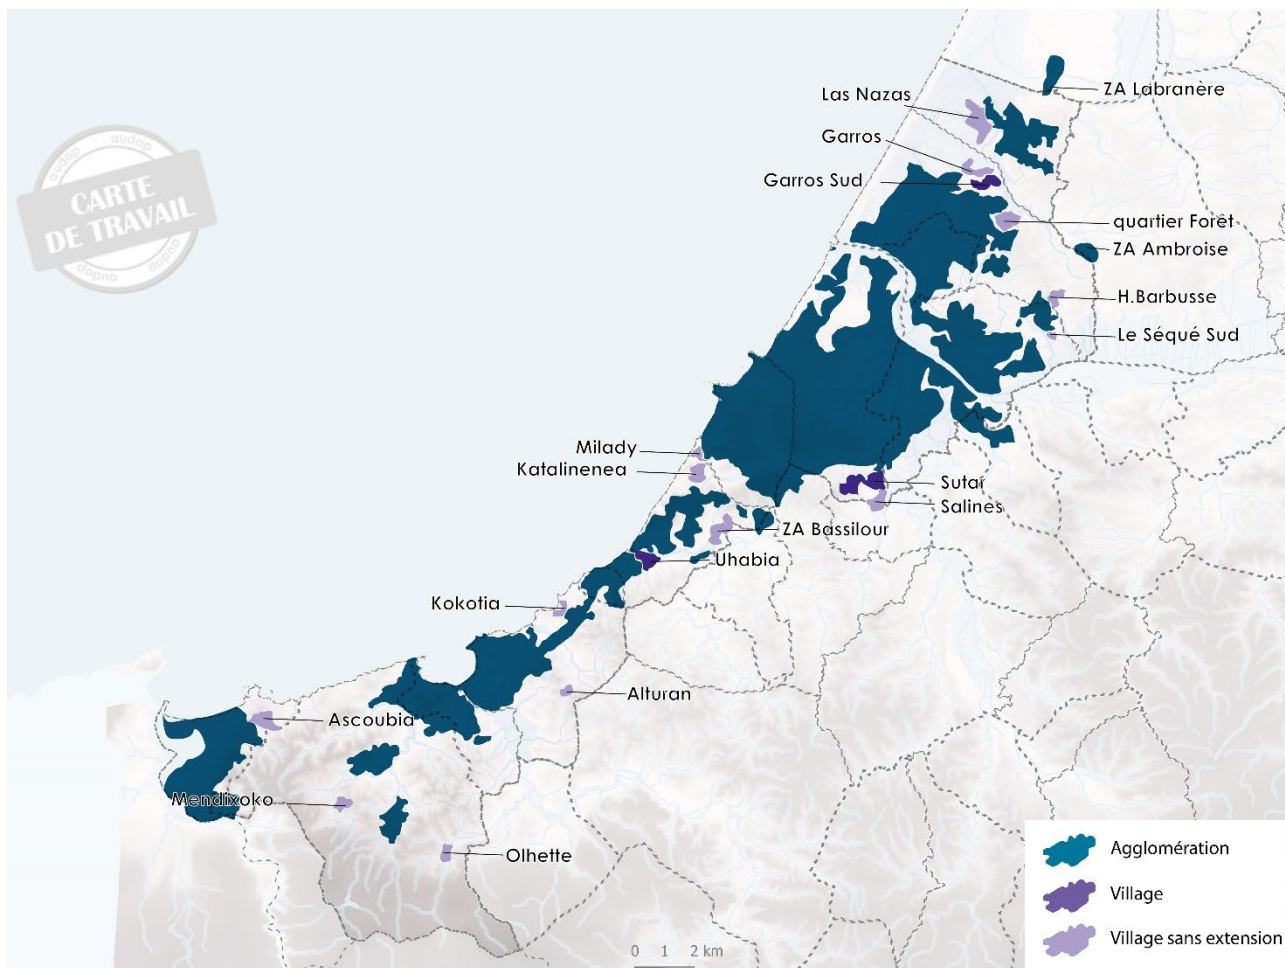 audap
CARTE
DE TRAVAIL
audap
audap
audap
ZA Labranère
Las Nazas
Garros
Garros Sud
quartier Forêt
ZA Ambroise
H.Barbusse
Le Séqué Sud
Milady
Katalinenea
Sutar
Salines
ZA Bassilour
Uhabia
Kokotia
Alturan
Ascoubia
Mendixoko
Olhette
0 1 2 km
Agglomération
Village
Village sans extension